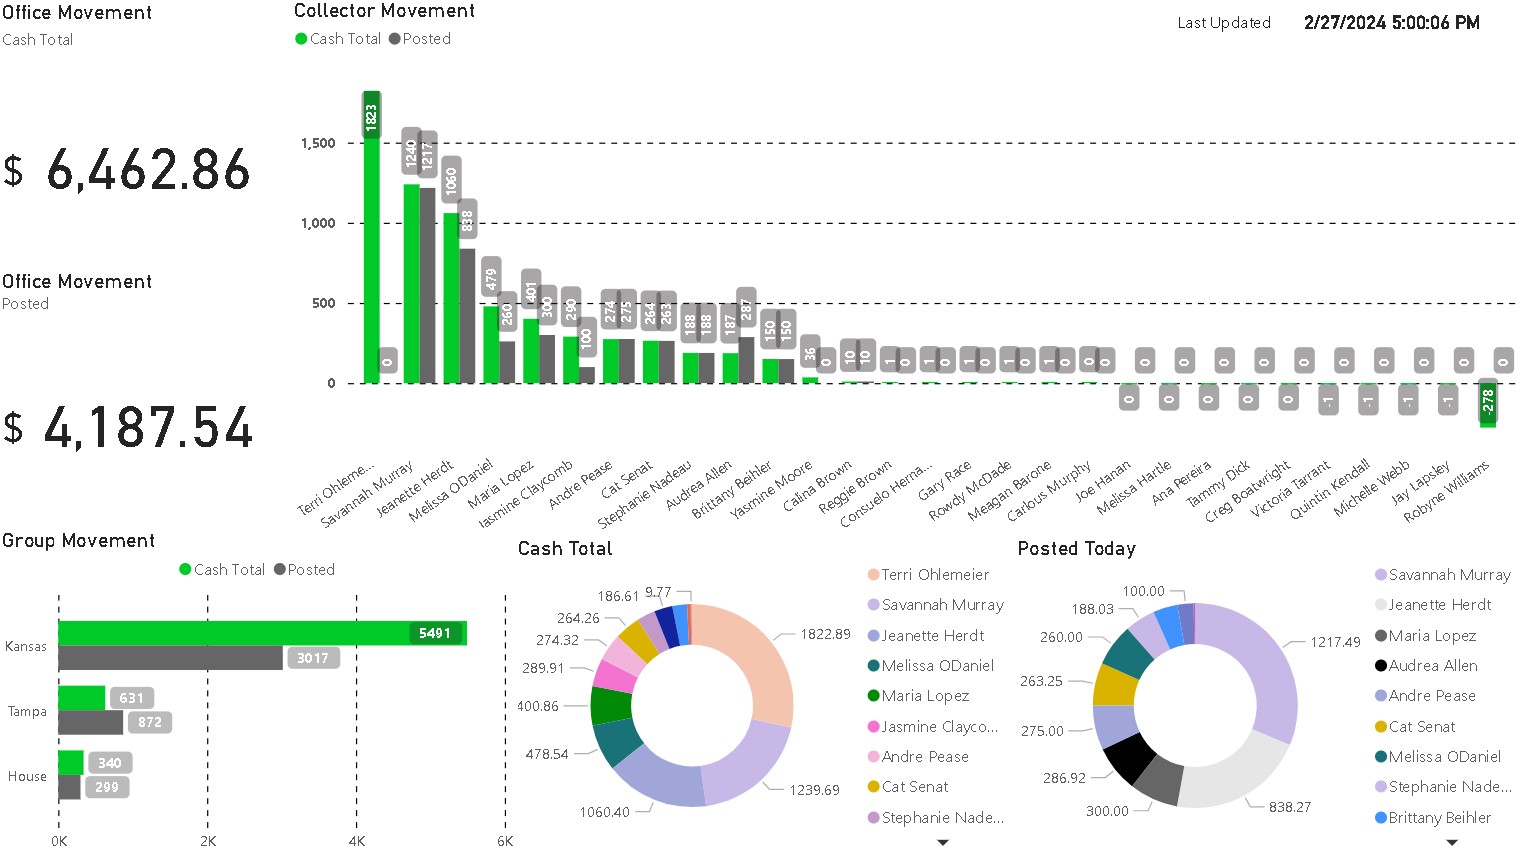 Office Movement
Cash Total
$ 6,462.86
Office Movement
Posted
$ 4,187.54
Collector Movement
Cash Total Posted
Last Updated 2/27/2024 5:00:06 PM
1,500
1,000
500
0
1823 0
1240 1217
1060 838
479 260
401 300
290 100
274 275
264 263
188 188
187 287
150 150
36 0
10 10
1 0
1 0
1 0
1 0
1 0
0 0
0 0
0 0
0 0
0 0
0 0
-1 0
-1 0
-1 0
-1 0
-278 0
Terri Ohleme...
Savannah Murray
Jeanette Herdt
Melissa ODaniel
Maria Lopez
Jasmine Claycomb
Andre Pease
Cat Senat
Stephanie Nadeau
Audrea Allen
Brittany Beihler
Yasmine Moore
Calina Brown
Reggie Brown
Consuelo Herna...
Gary Race
Rowdy McDade
Meagan Barone
Carlous Murphy
Joe Hanan
Melissa Hartle
Ana Pereira
Tammy Dick
Creg Boatwright
Victoria Tarrant
Quintin Kendall
Michelle Webb
Jay Lapsley
Robyne Williams
Group Movement
Cash Total Posted
Kansas
5491
3017
Tampa
631
872
House
340
299
0K 2K 4K 6K
Cash Total
1822.89
1239.69
1060.40
478.54
400.86
289.91
274.32
264.26
186.61
9.77
Terri Ohlemeier
Savannah Murray
Jeanette Herdt
Melissa ODaniel
Maria Lopez
Jasmine Clayco...
Andre Pease
Cat Senat
Stephanie Nade...
Posted Today
1217.49
838.27
300.00
286.92
275.00
263.25
260.00
188.03
100.00
Savannah Murray
Jeanette Herdt
Maria Lopez
Audrea Allen
Andre Pease
Cat Senat
Melissa ODaniel
Stephanie Nade...
Brittany Beihler